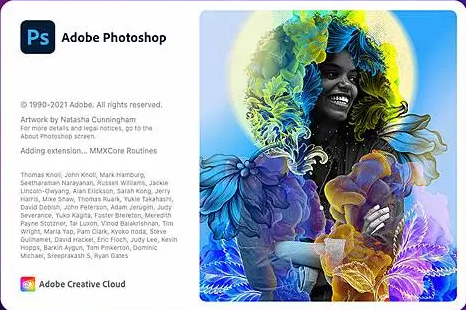 Ps Adobe Photoshop
© 1990-2021 Adobe. All rights reserved.
Artwork by Natasha Cunningham
For more details and legal notices, go to the
About Photoshop screen.
Adding extension... MMXCore Routines
Thomas Knoll, John Knoll, Mark Hamburg,
Seetharaman Narayanan, Russell Williams, Jackie
Lincoln-Owyang, Alan Erickson, Sarah Kong, Jerry
Harris, Mike Shaw, Thomas Ruark, Yukie Takahashi,
David Dobish, John Peterson, Adam Jerugim, Judy
Severance, Yuko Kagita, Foster Brereton, Meredith
Payne Stotzner, Tai Luxon, Vinod Balakrishnan, Tim
Wright, Maria Yap, Pam Clark, Kyoko Itoda, Steve
Guilhamet, David Hackel, Eric Floch, Judy Lee, Kevin
Hopps, Barkin Aygun, Tom Pinkerton, Dominic
Michael, Sreeprakash S, Ryan Gates
Adobe Creative Cloud